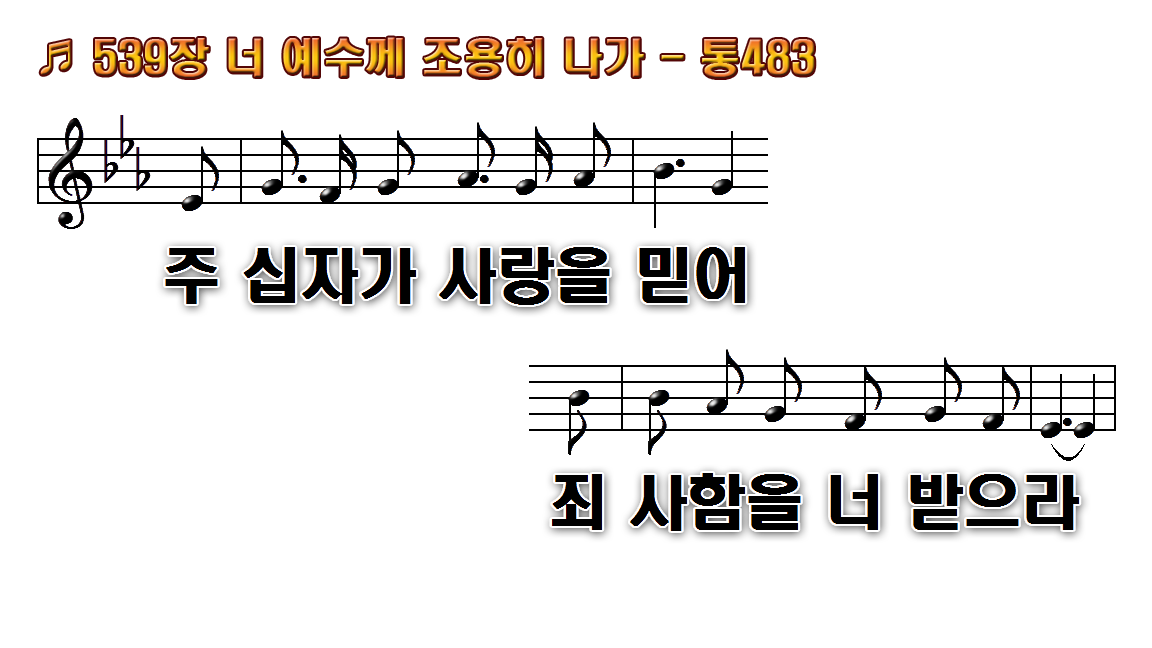 ♬ 539장 너 예수께 조용히 나가 - 통483
주 십자가 사랑을 믿어
죄 사함을 너 받으라